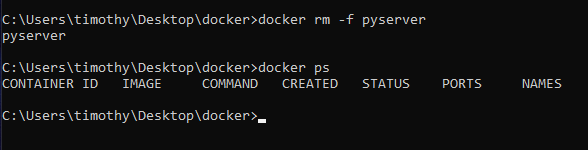 C:\Users\timothy\Desktop\docker>docker rm -f pyserver
pyserver
C:\Users\timothy\Desktop\docker>docker ps
CONTAINER ID   IMAGE     COMMAND   CREATED   STATUS    PORTS     NAMES
C:\Users\timothy\Desktop\docker>